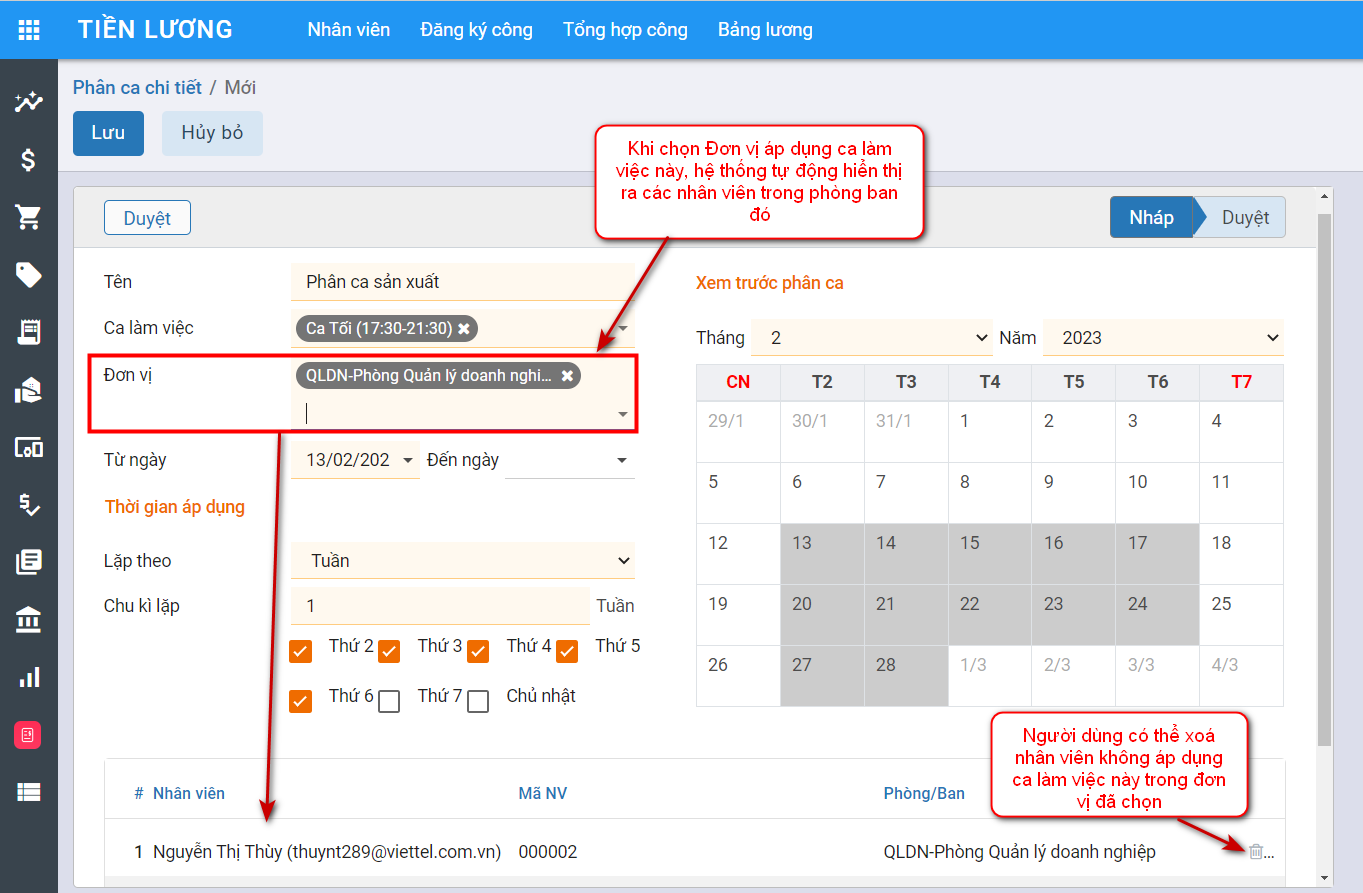 TIỀN LƯƠNG Nhân viên Đăng ký công Tổng hợp công Bảng lương
Phân ca chi tiết / Mới
Lưu Hủy bỏ
Khi chọn Đơn vị áp dụng ca làm
việc này, hệ thống tự động hiển thị
ra các nhân viên trong phòng ban
đó
Duyệt
Nháp Duyệt
Tên Phân ca sản xuất
Ca làm việc Ca Tối (17:30-21:30)
Đơn vị QLDN-Phòng Quản lý doanh nghi...
Từ ngày 13/02/202 Đến ngày
Thời gian áp dụng
Lặp theo Tuần
Chu kì lặp 1 Tuần
Thứ 2 Thứ 3 Thứ 4 Thứ 5
Thứ 6 Thứ 7 Chủ nhật
Xem trước phân ca
Tháng 2 Năm 2023
CN T2 T3 T4 T5 T6 T7
29/1 30/1 31/1 1 2 3 4
5 6 7 8 9 10 11
12 13 14 15 16 17 18
19 20 21 22 23 24 25
26 27 28 1/3 2/3 3/3 4/3
Người dùng có thể xoá
nhân viên không áp dụng
ca làm việc này trong đơn
vị đã chọn
# Nhân viên Mã NV Phòng/Ban
1 Nguyễn Thị Thùy (thuynt289@viettel.com.vn) 000002 QLDN-Phòng Quản lý doanh nghiệp ...